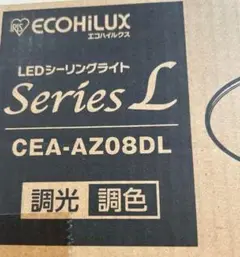 IRIS ECOHiLUX
エコハイルクス
LEDシーリングライト
Series L
CEA-AZ08DL
調光 調色